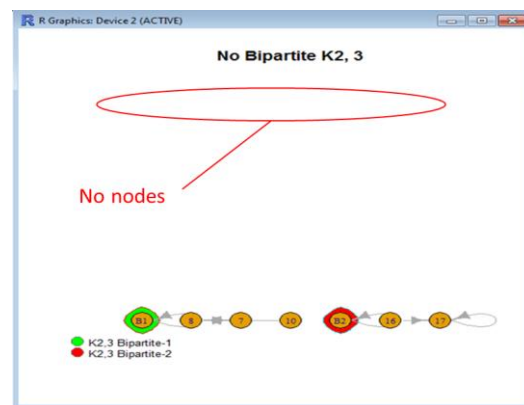 R Graphics: Device 2 (ACTIVE)
No Bipartite K2, 3
No nodes
B1 8 7 10 B2 16 17
K2,3 Bipartite-1
K2,3 Bipartite-2